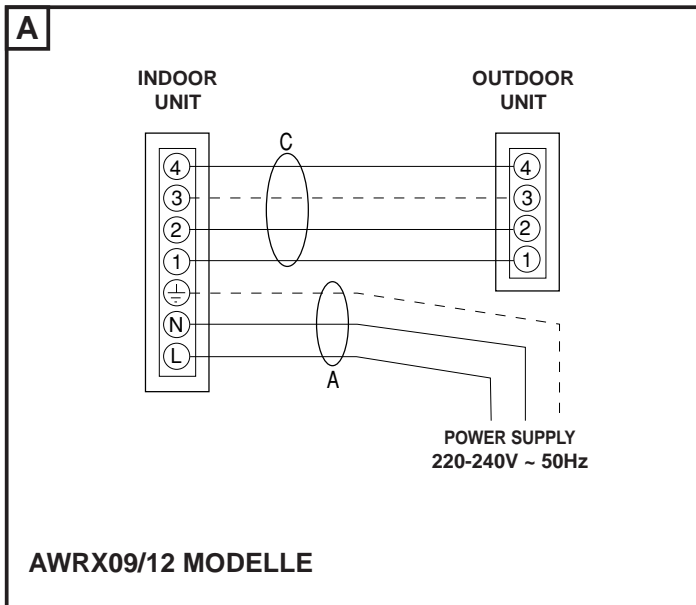 A
INDOOR
UNIT
OUTDOOR
UNIT
C
4
4
3
3
2
2
1
1
N
L
A
POWER SUPPLY
220-240V ~ 50Hz
AWRX09/12 MODELLE